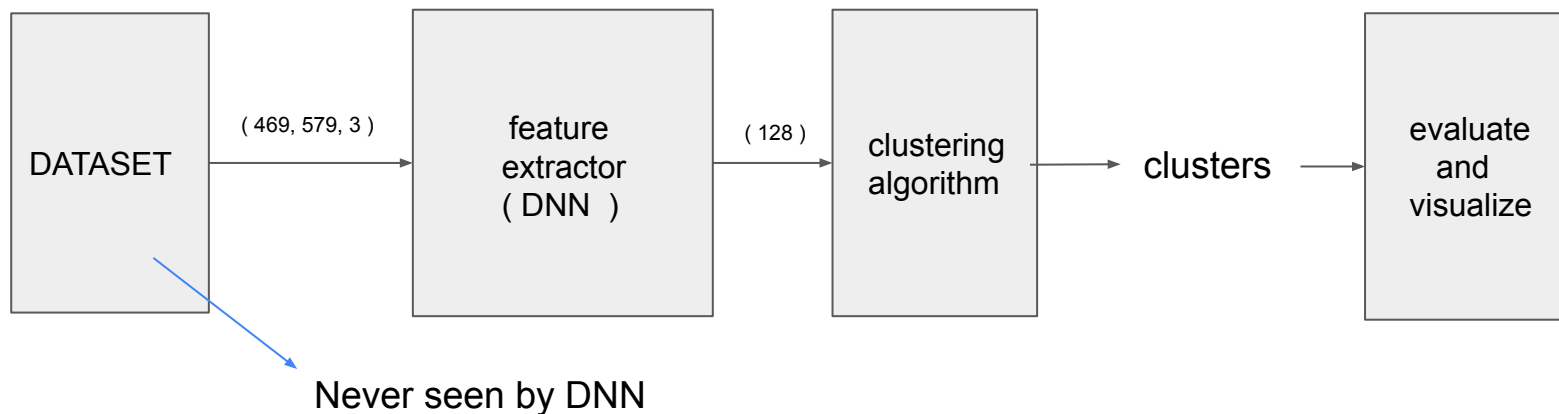 DATASET
( 469, 579, 3 )
feature
extractor
( DNN  )
( 128 )
clustering
algorithm
clusters
evaluate
and
visualize
Never seen by DNN